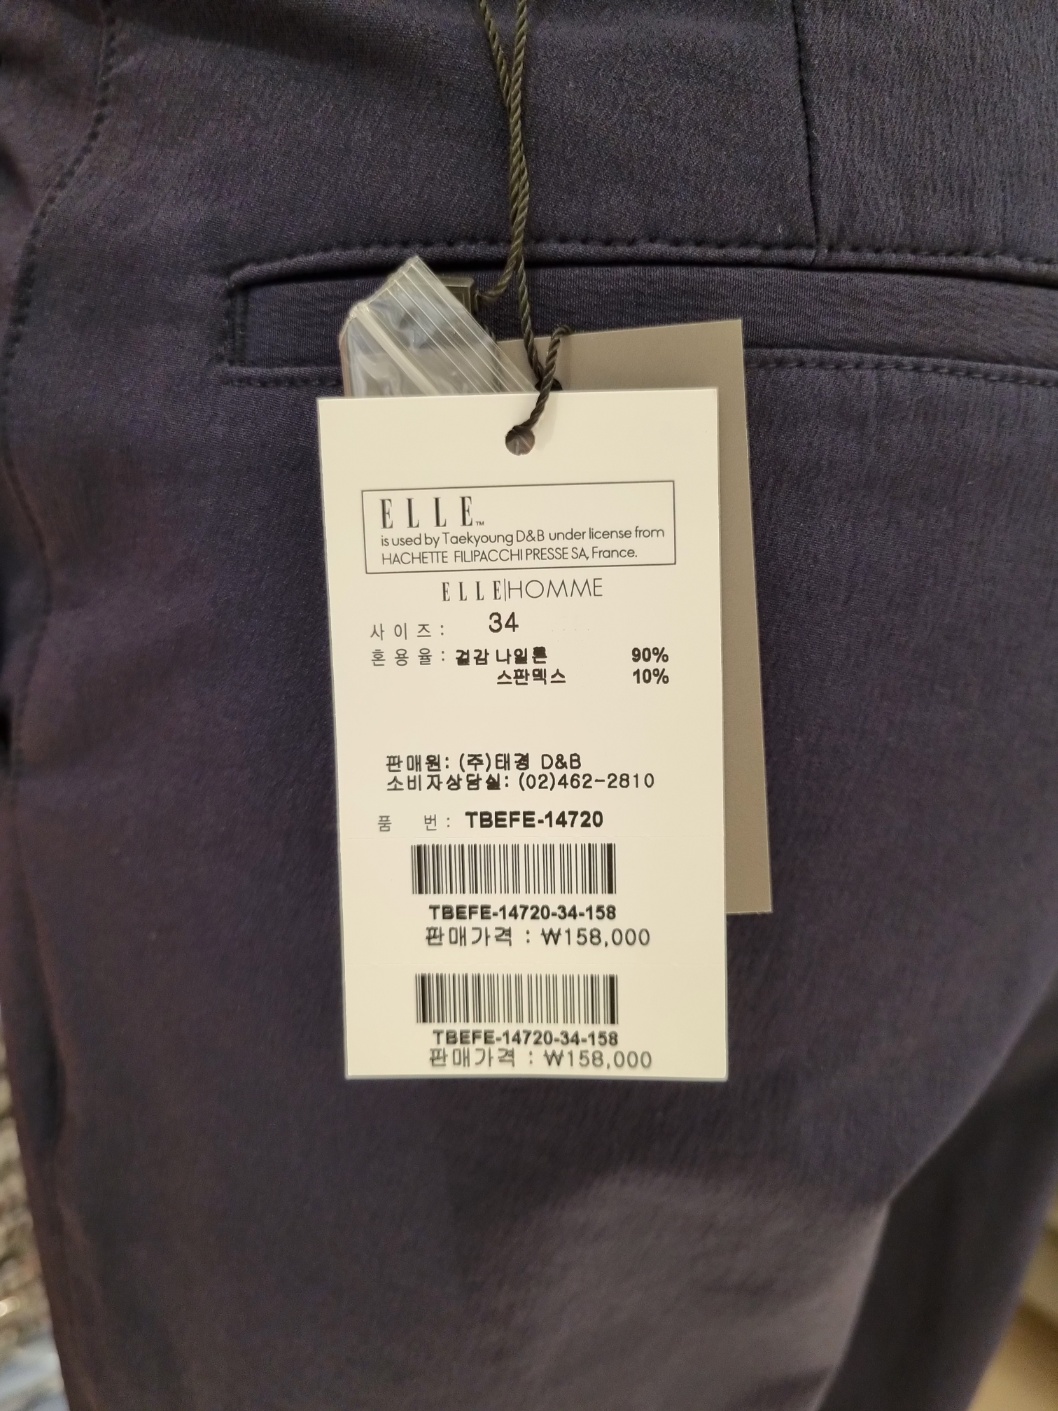 ELLE™
is used by Taekyoung D&B under license from
HACHETTE FILIPACCHI PRESSE SA, France.
ELLE|HOMME
사 이 즈 : 34
혼 용 율 : 겉감 나일론 90%
스판덱스 10%
판매원: (주)태경 D&B
소비자상담실: (02)462-2810
품 번 : TBEFE-14720
TBEFE-14720-34-158
판매가격 : ₩158,000
TBEFE-14720-34-158
판매가격 : ₩158,000